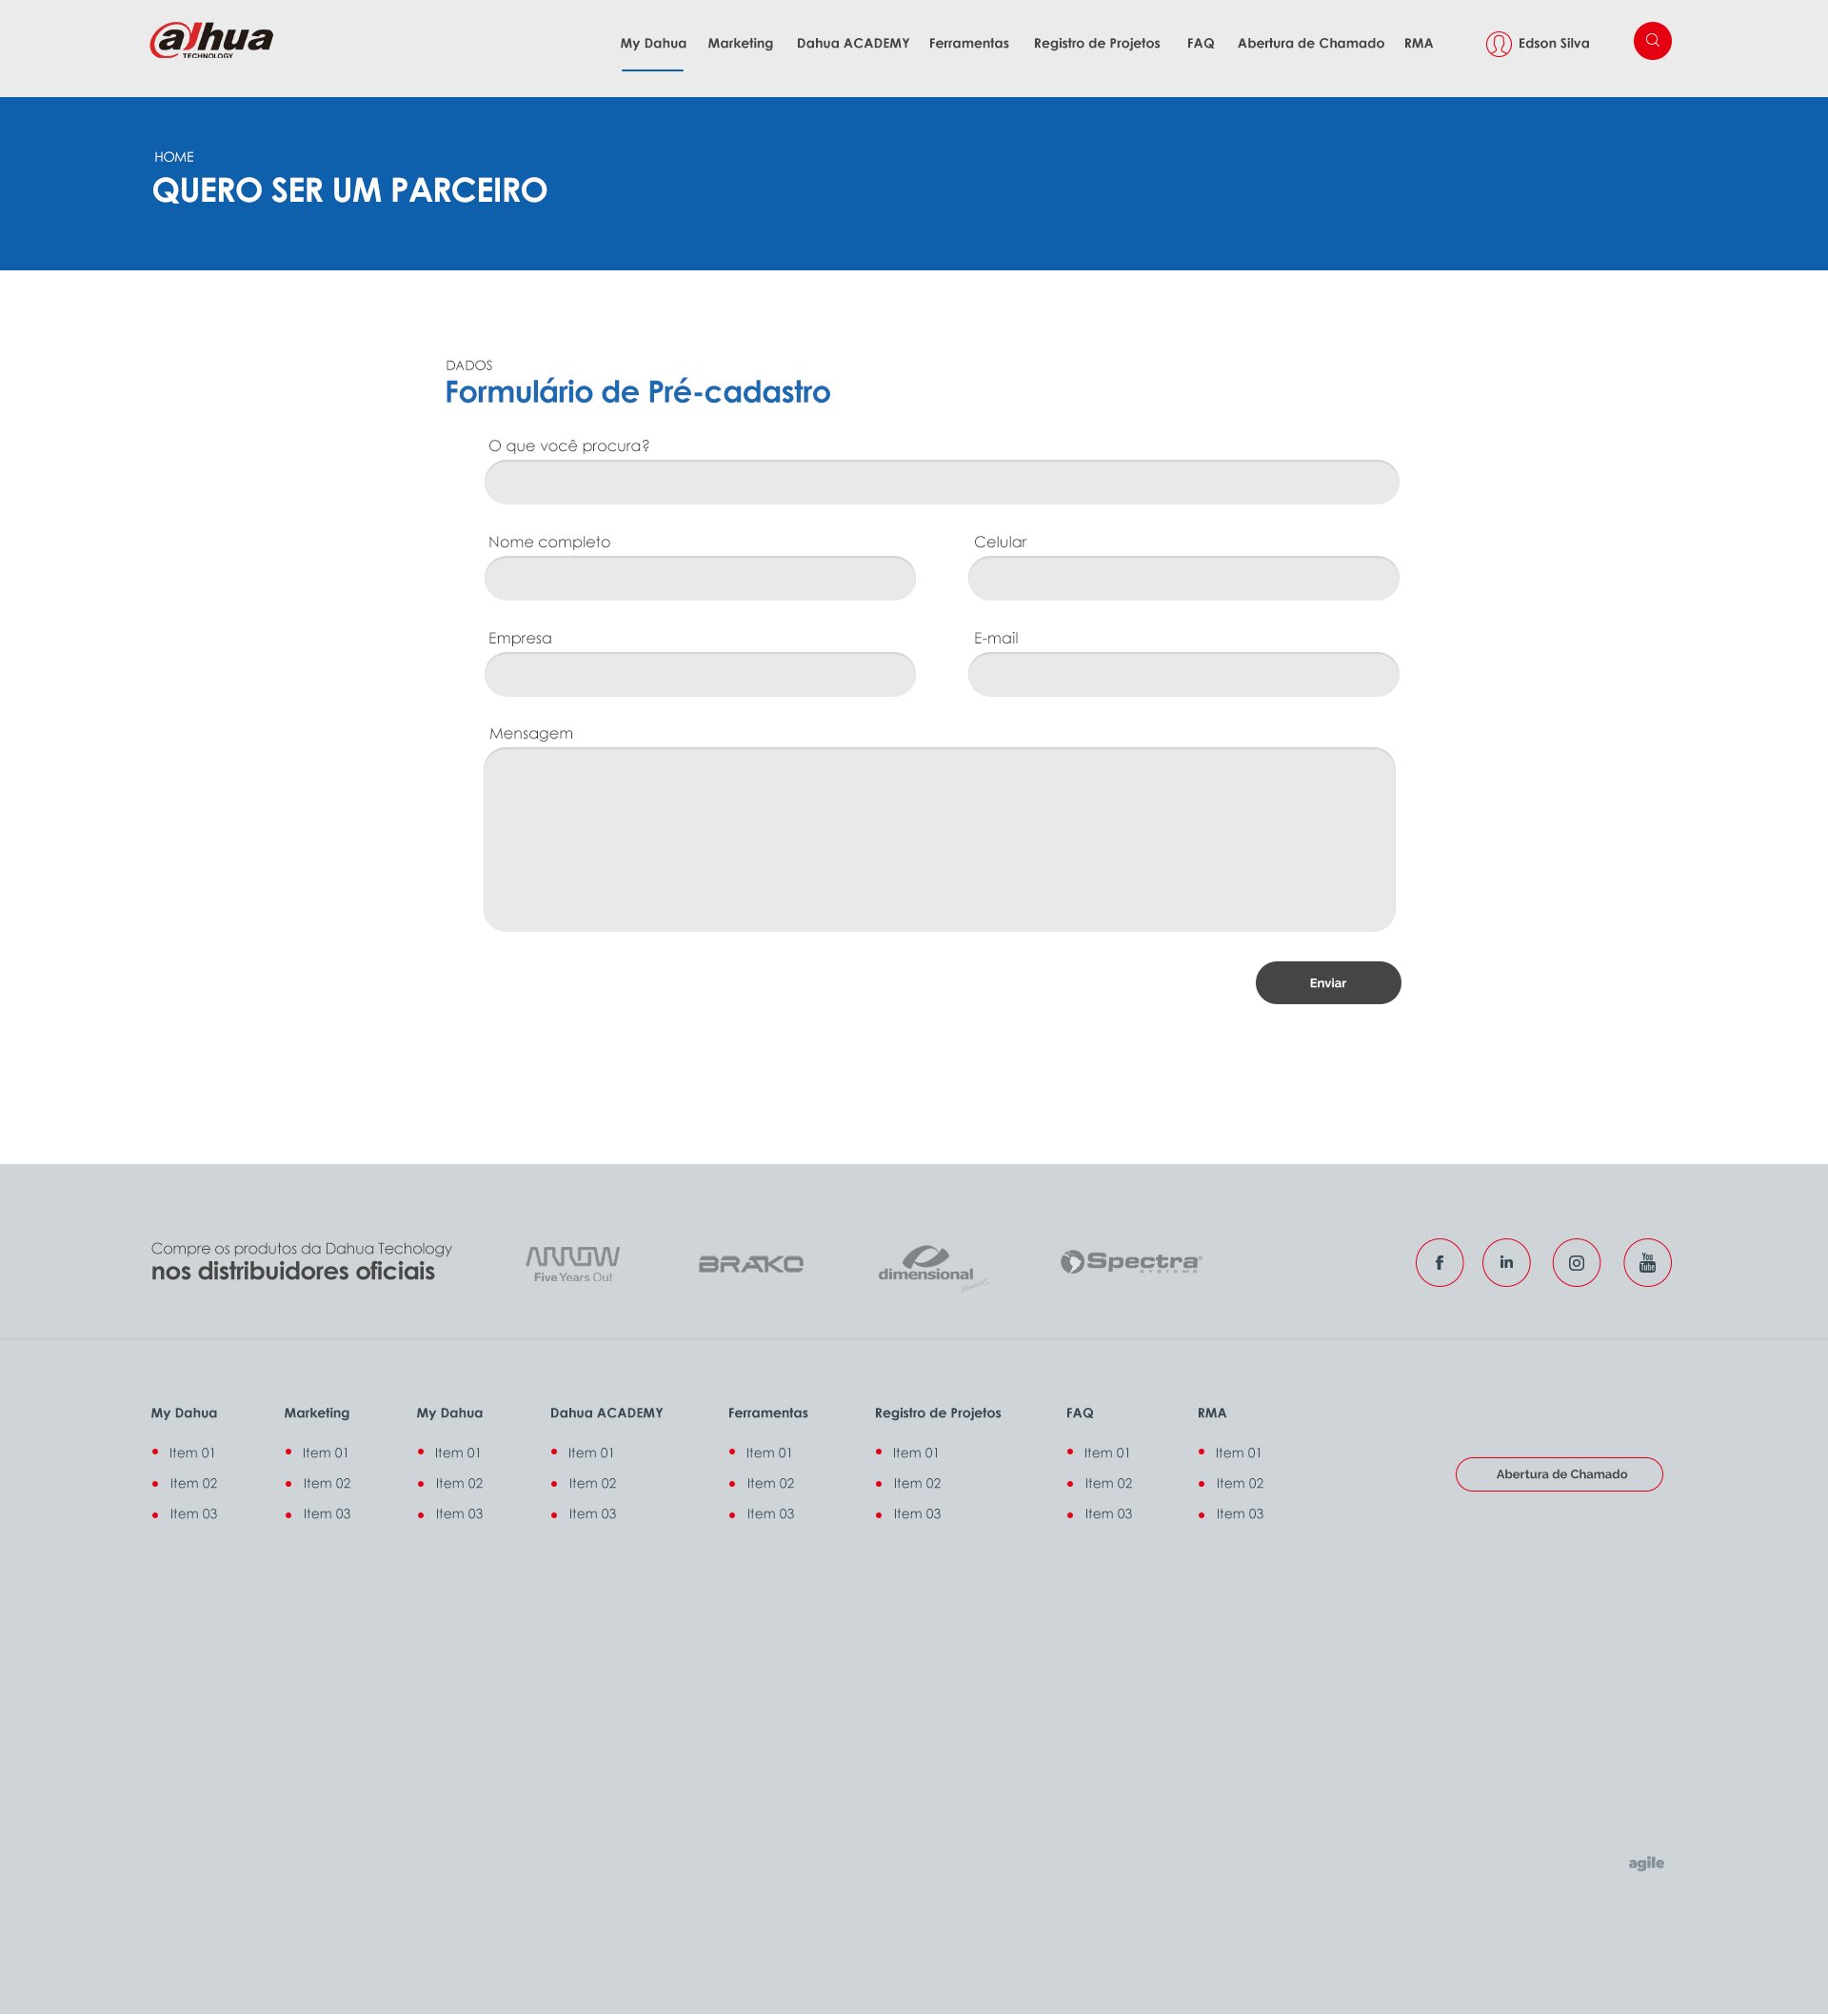 alhua
TECHNOLOGY
My Dahua Marketing Dahua ACADEMY Ferramentas Registro de Projetos FAQ Abertura de Chamado RMA Edson Silva
HOME
QUERO SER UM PARCEIRO
DADOS
Formulário de Pré-cadastro
O que você procura?
Nome completo Celular
Empresa E-mail
Mensagem
Enviar
Compre os produtos da Dahua Techology
nos distribuidores oficiais
ARROW
Five Years Out
BRAKO
dimensional
Spectra
SYSTEMS
f in You Tube
My Dahua Marketing My Dahua Dahua ACADEMY Ferramentas Registro de Projetos FAQ RMA
Item 01 Item 01 Item 01 Item 01 Item 01 Item 01 Item 01 Item 01
Abertura de Chamado
Item 02 Item 02 Item 02 Item 02 Item 02 Item 02 Item 02 Item 02
Item 03 Item 03 Item 03 Item 03 Item 03 Item 03 Item 03 Item 03
agile